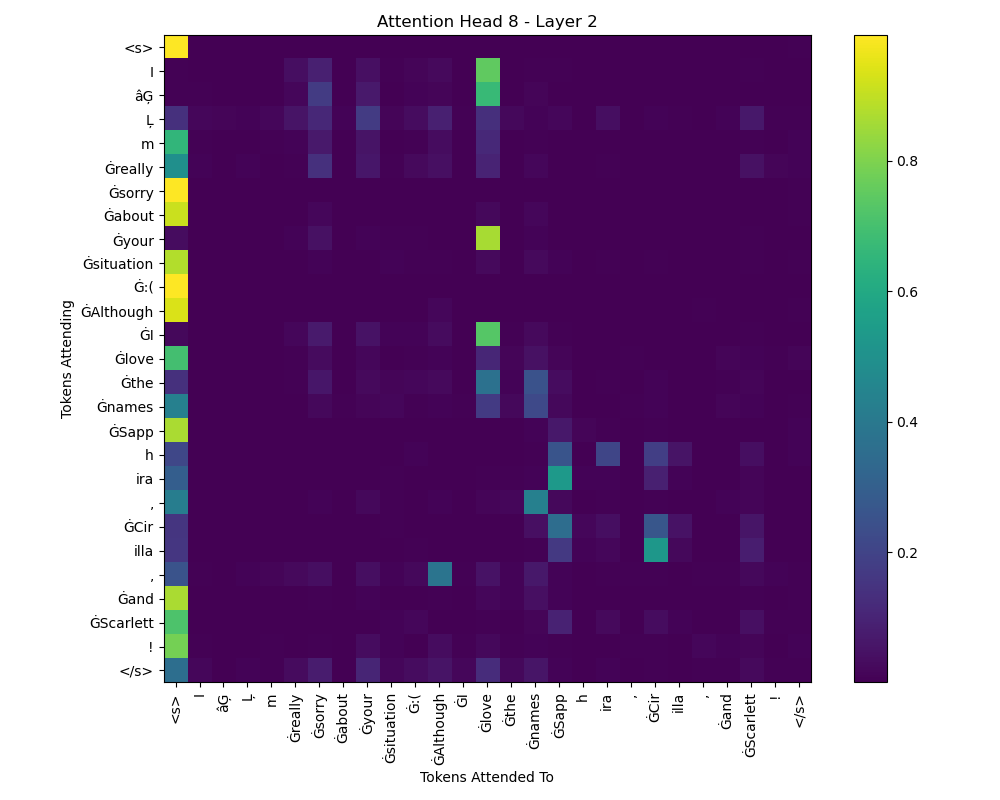 Attention Head 8 - Layer 2
<s>
I
âĢ
Ļ
m
Ġreally
Ġsorry
Ġabout
Ġyour
Ġsituation
Ġ:(
ĠAlthough
ĠI
Ġlove
Ġthe
Ġnames
ĠSapp
h
ira
,
ĠCir
illa
,
Ġand
ĠScarlett
!
</s>
Tokens Attending
<s>
I
âĢ
Ļ
m
Ġreally
Ġsorry
Ġabout
Ġyour
Ġsituation
Ġ:(
ĠAlthough
ĠI
Ġlove
Ġthe
Ġnames
ĠSapp
h
ira
,
ĠCir
illa
,
Ġand
ĠScarlett
!
</s>
Tokens Attended To
0.8
0.6
0.4
0.2